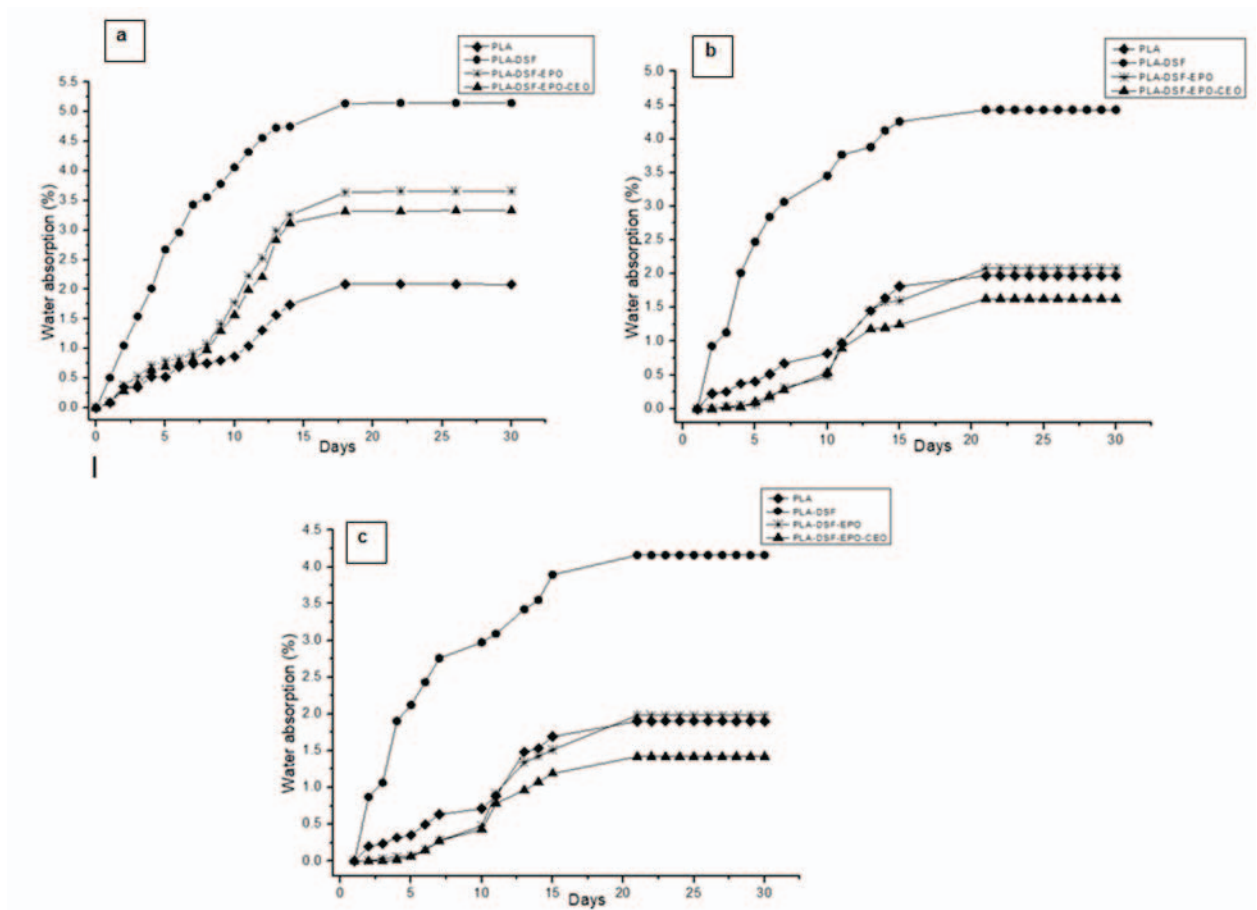 a
PLA
PLA-DSF
PLA-DSF-EPO
PLA-DSF-EPO-CEO
5.5
5.0
4.5
4.0
3.5
3.0
2.5
2.0
1.5
1.0
0.5
0.0
Water absorption (%)
0 5 10 15 20 25 30
Days
b
PLA
PLA-DSF
PLA-DSF-EPO
PLA-DSF-EPO-CEO
5.0
4.5
4.0
3.5
3.0
2.5
2.0
1.5
1.0
0.5
0.0
Water absorption (%)
0 5 10 15 20 25 30
Days
c
PLA
PLA-DSF
PLA-DSF-EPO
PLA-DSF-EPO-CEO
4.5
4.0
3.5
3.0
2.5
2.0
1.5
1.0
0.5
0.0
Water absorption (%)
0 5 10 15 20 25 30
Days